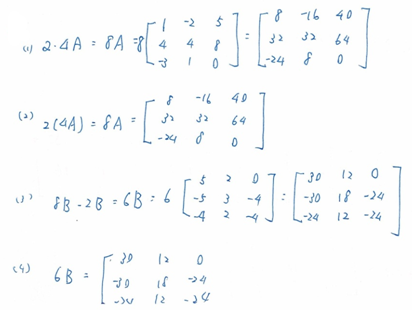 (1) 2·4A = 8A = 8 [ 1 -2 5 ; 4 4 8 ; -3 1 0 ] = [ 8 -16 40 ; 32 32 64 ; -24 8 0 ]
(2) 2(4A) = 8A = [ 8 -16 40 ; 32 32 64 ; -24 8 0 ]
(3) 8B - 2B = 6B = 6 [ 5 2 0 ; -5 3 -4 ; -4 2 -4 ] = [ 30 12 0 ; -30 18 -24 ; -24 12 -24 ]
(4) 6B = [ 30 12 0 ; -30 18 -24 ; -24 12 -24 ]